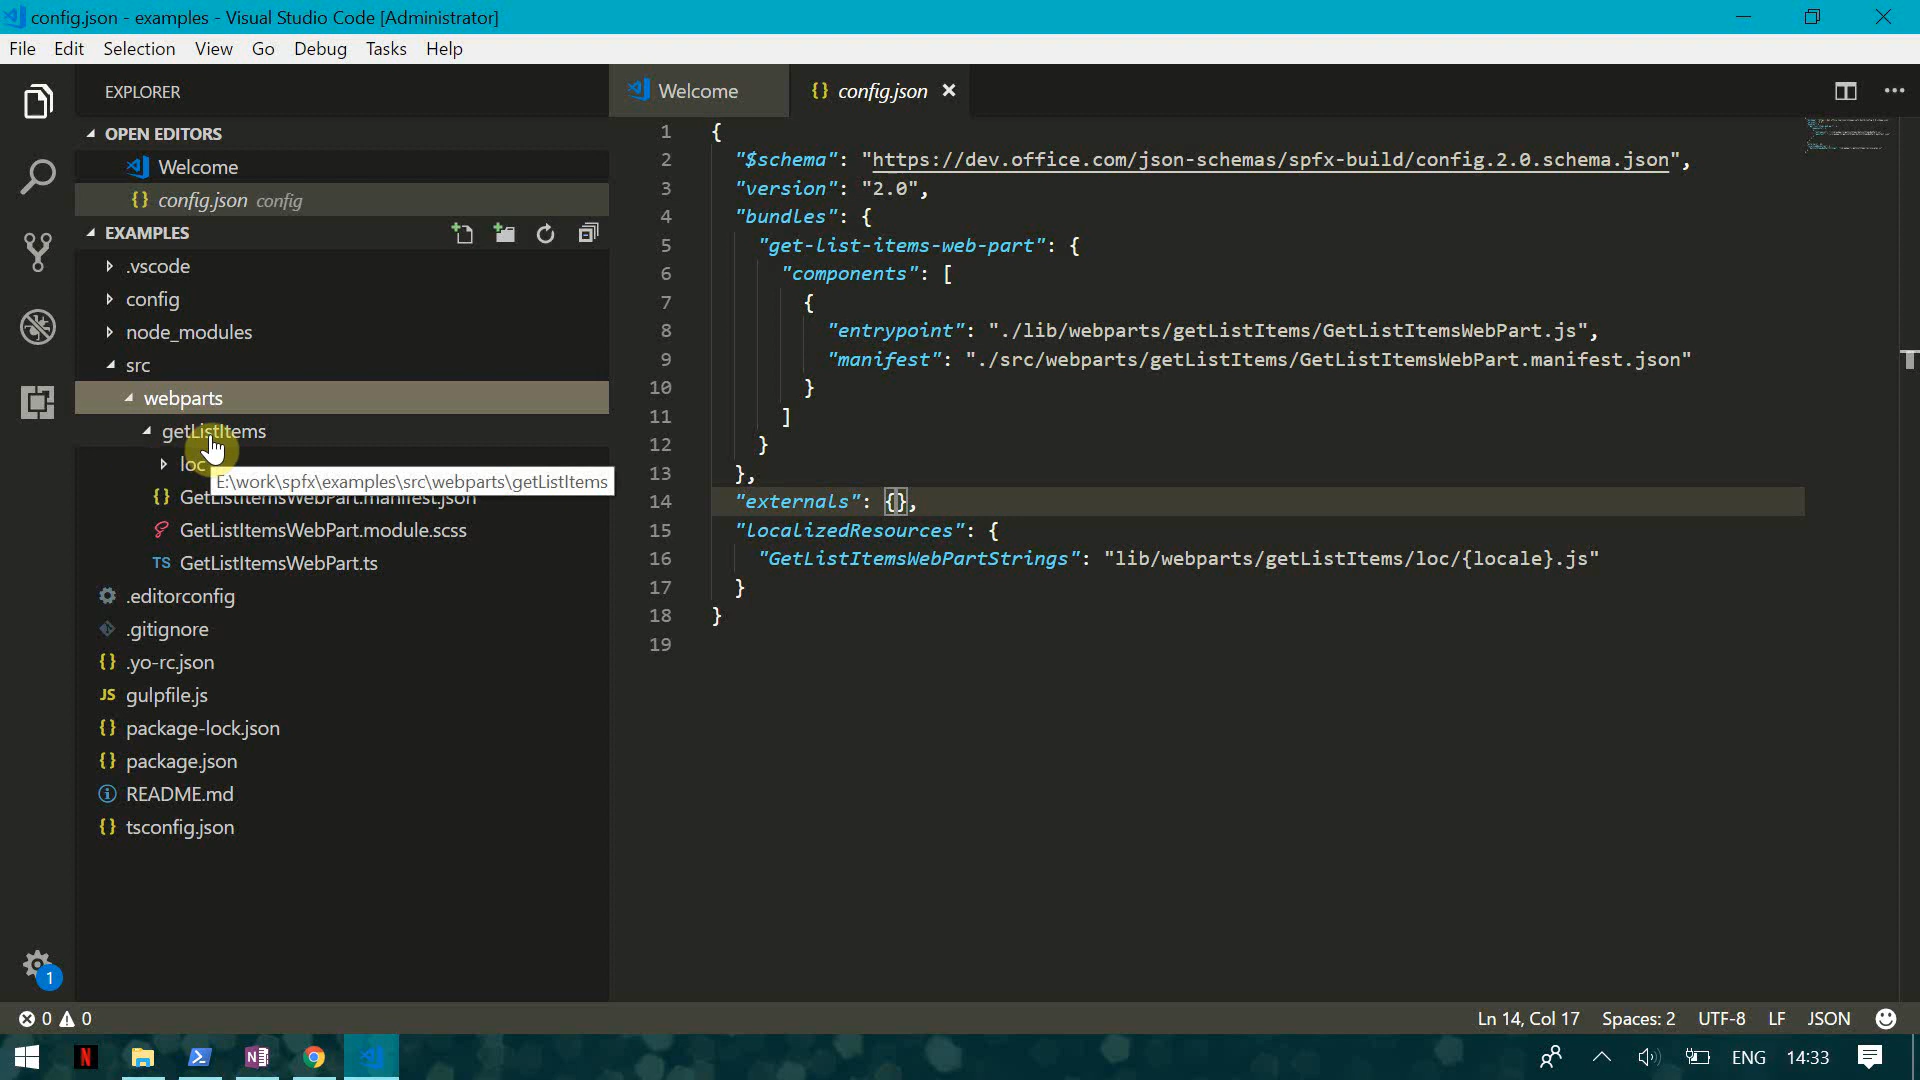 config.json - examples - Visual Studio Code [Administrator]
File Edit Selection View Go Debug Tasks Help
EXPLORER
OPEN EDITORS
Welcome
{} config.json config
EXAMPLES
.vscode
config
node_modules
src
webparts
getListItems
loc
E:\work\spfx\examples\src\webparts\getListItems
{} GetListItemsWebPart.manifest.json
GetListItemsWebPart.module.scss
TS GetListItemsWebPart.ts
.editorconfig
.gitignore
{} .yo-rc.json
JS gulpfile.js
{} package-lock.json
{} package.json
README.md
{} tsconfig.json
1
Welcome
{} config.json
1 {
2 "$schema": "https://dev.office.com/json-schemas/spfx-build/config.2.0.schema.json",
3 "version": "2.0",
4 "bundles": {
5 "get-list-items-web-part": {
6 "components": [
7 {
8 "entrypoint": "./lib/webparts/getListItems/GetListItemsWebPart.js",
9 "manifest": "./src/webparts/getListItems/GetListItemsWebPart.manifest.json"
10 }
11 ]
12 }
13 },
14 "externals": {},
15 "localizedResources": {
16 "GetListItemsWebPartStrings": "lib/webparts/getListItems/loc/{locale}.js"
17 }
18 }
19
0 0
Ln 14, Col 17 Spaces: 2 UTF-8 LF JSON
N
ENG 14:33